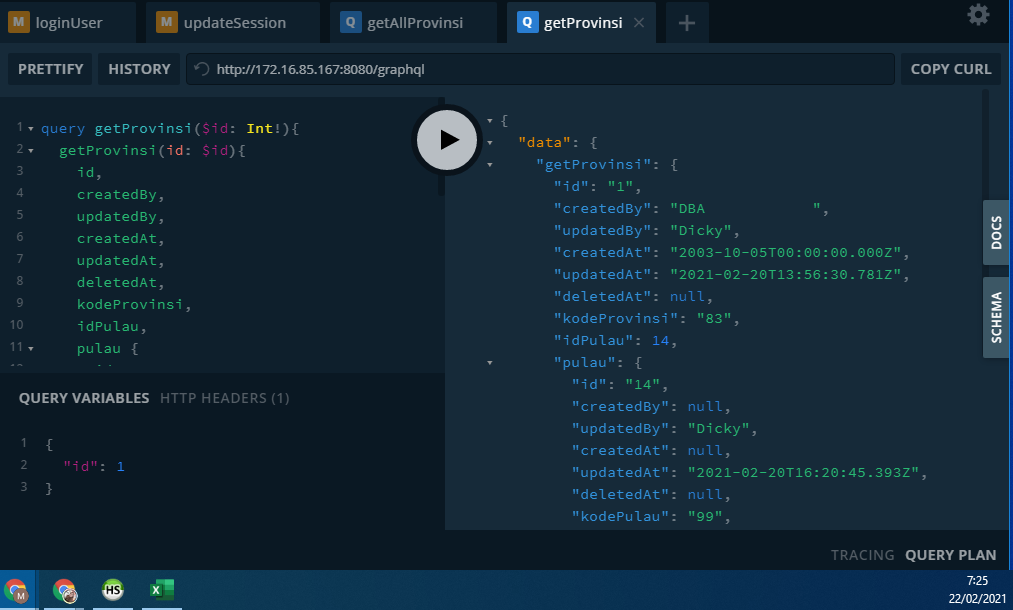 M loginUser
M updateSession
Q getAllProvinsi
Q getProvinsi ×
PRETTIFY
HISTORY
http://172.16.85.167:8080/graphql
COPY CURL
1 query getProvinsi($id: Int!){
2 getProvinsi(id: $id){
3 id,
4 createdBy,
5 updatedBy,
6 createdAt,
7 updatedAt,
8 deletedAt,
9 kodeProvinsi,
10 idPulau,
11 pulau {
QUERY VARIABLES HTTP HEADERS (1)
1 {
2 "id": 1
3 }
{
"data": {
"getProvinsi": {
"id": "1",
"createdBy": "DBA            ",
"updatedBy": "Dicky",
"createdAt": "2003-10-05T00:00:00.000Z",
"updatedAt": "2021-02-20T13:56:30.781Z",
"deletedAt": null,
"kodeProvinsi": "83",
"idPulau": 14,
"pulau": {
"id": "14",
"createdBy": null,
"updatedBy": "Dicky",
"createdAt": null,
"updatedAt": "2021-02-20T16:20:45.393Z",
"deletedAt": null,
"kodePulau": "99",
DOCS
SCHEMA
TRACING QUERY PLAN
M
HS
X
7:25
22/02/2021